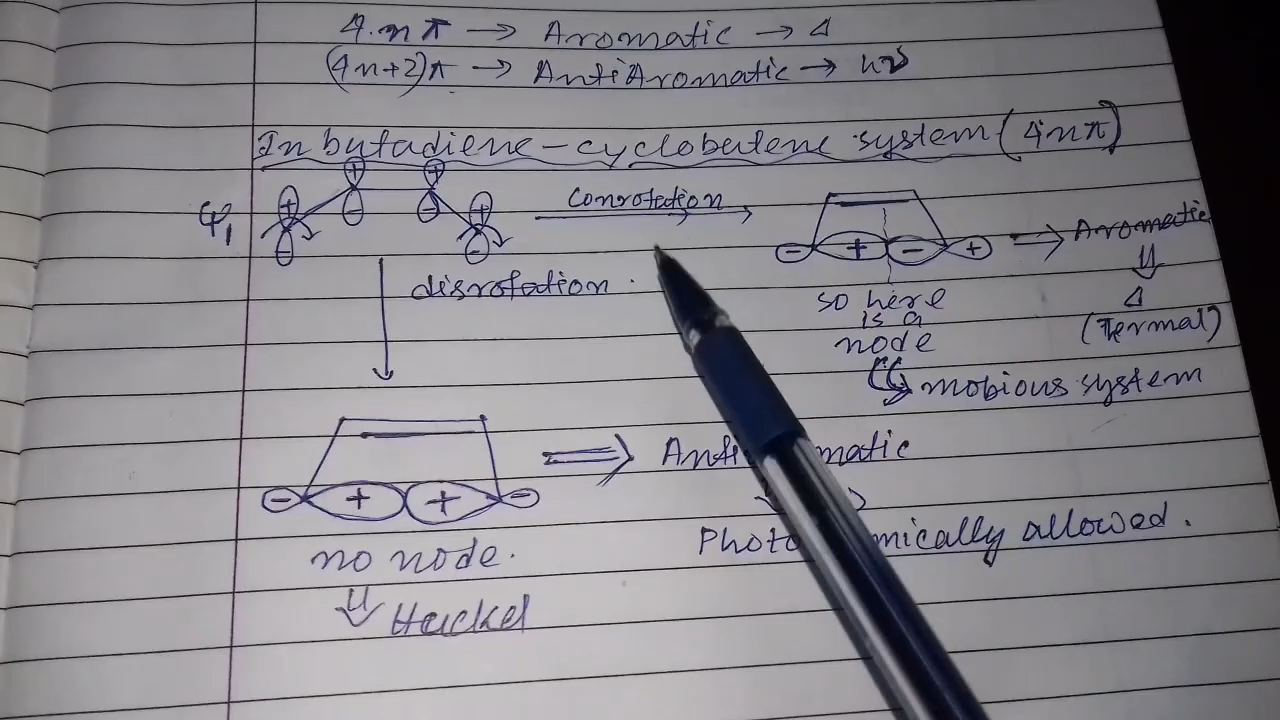 4nπ → Aromatic → Δ
(4n+2)π → AntiAromatic → hν
In butadiene-cyclobutene system (4nπ)
Ψ₁
+ + + +
- - - -
Conrotation
- + - +
Aromatic
disrotation
so here
is a
node
Δ
(Termal)
mobious system
- + + -
Photo
mically allowed.
no node.
Huckel